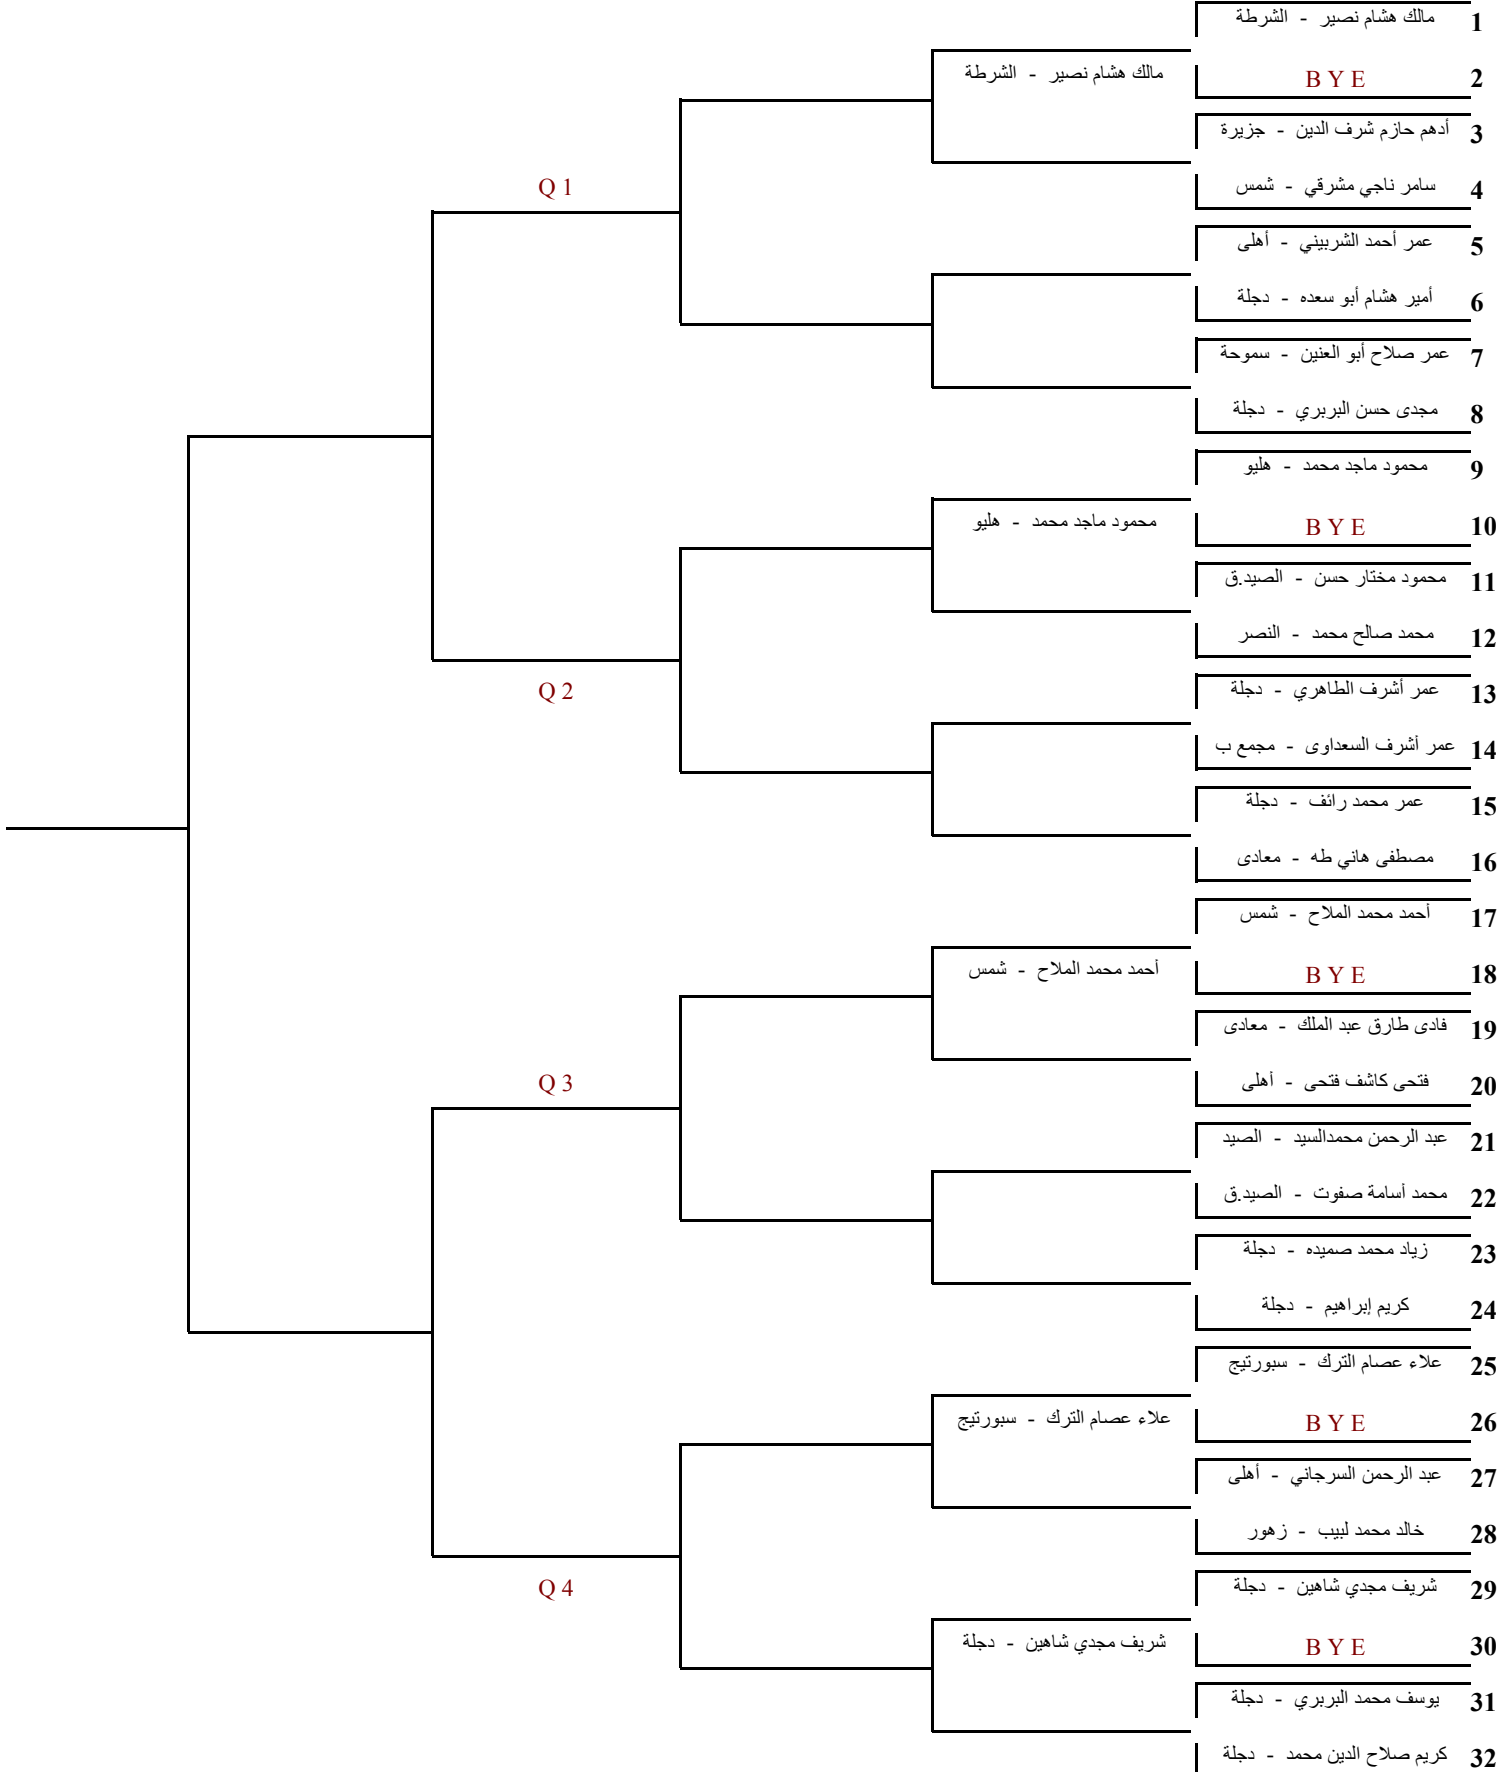 1 مالك هشام نصير - الشرطة
2 B Y E
مالك هشام نصير - الشرطة
3 أدهم حازم شرف الدين - جزيرة
4 سامر ناجي مشرقي - شمس
Q 1
5 عمر أحمد الشربيني - أهلى
6 أمير هشام أبو سعده - دجلة
7 عمر صلاح أبو العنين - سموحة
8 مجدى حسن البربري - دجلة
9 محمود ماجد محمد - هليو
10 B Y E
محمود ماجد محمد - هليو
11 محمود مختار حسن - الصيد.ق
12 محمد صالح محمد - النصر
13 عمر أشرف الطاهري - دجلة
Q 2
14 عمر أشرف السعداوى - مجمع ب
15 عمر محمد رائف - دجلة
16 مصطفى هاني طه - معادى
17 أحمد محمد الملاح - شمس
18 B Y E
أحمد محمد الملاح - شمس
19 فادى طارق عبد الملك - معادى
20 فتحى كاشف فتحى - أهلى
Q 3
21 عبد الرحمن محمدالسيد - الصيد
22 محمد أسامة صفوت - الصيد.ق
23 زياد محمد صميده - دجلة
24 كريم إبراهيم - دجلة
25 علاء عصام الترك - سبورتيج
26 B Y E
علاء عصام الترك - سبورتيج
27 عبد الرحمن السرجاني - أهلى
28 خالد محمد لبيب - زهور
29 شريف مجدي شاهين - دجلة
Q 4
30 B Y E
شريف مجدي شاهين - دجلة
31 يوسف محمد البربري - دجلة
32 كريم صلاح الدين محمد - دجلة